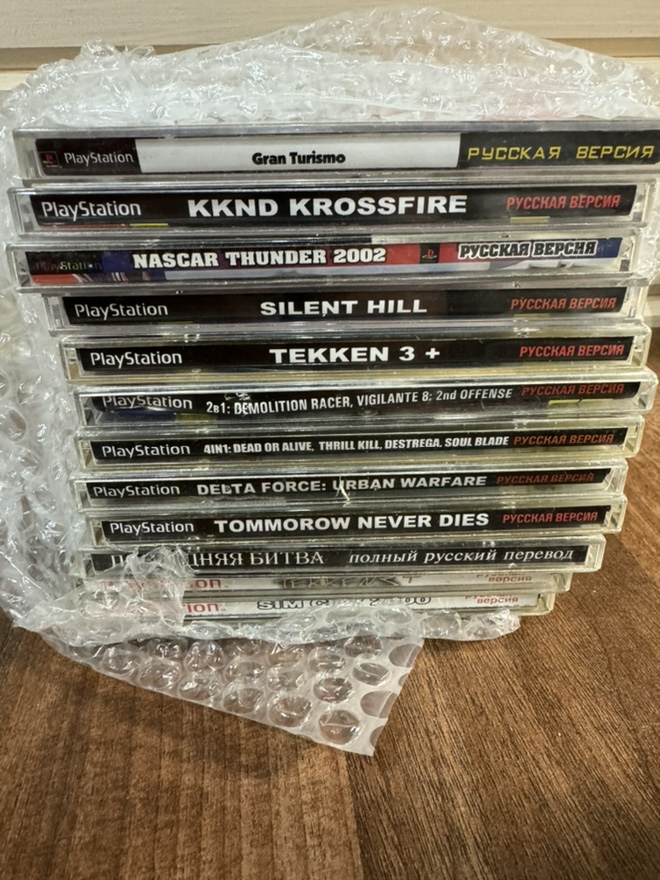 PlayStation Gran Turismo РУССКАЯ ВЕРСИЯ
PlayStation KKND KROSSFIRE РУССКАЯ ВЕРСИЯ
PlayStation NASCAR THUNDER 2002 РУССКАЯ ВЕРСИЯ
PlayStation SILENT HILL РУССКАЯ ВЕРСИЯ
PlayStation TEKKEN 3 + РУССКАЯ ВЕРСИЯ
PlayStation 2в1: DEMOLITION RACER, VIGILANTE 8: 2nd OFFENSE РУССКАЯ ВЕРСИЯ
PlayStation 4IN1: DEAD OR ALIVE, THRILL KILL, DESTREGA, SOUL BLADE РУССКАЯ ВЕРСИЯ
PlayStation DELTA FORCE: URBAN WARFARE РУССКАЯ ВЕРСИЯ
PlayStation TOMMOROW NEVER DIES РУССКАЯ ВЕРСИЯ
БИТВА полный русский перевод
версия
SIM версия